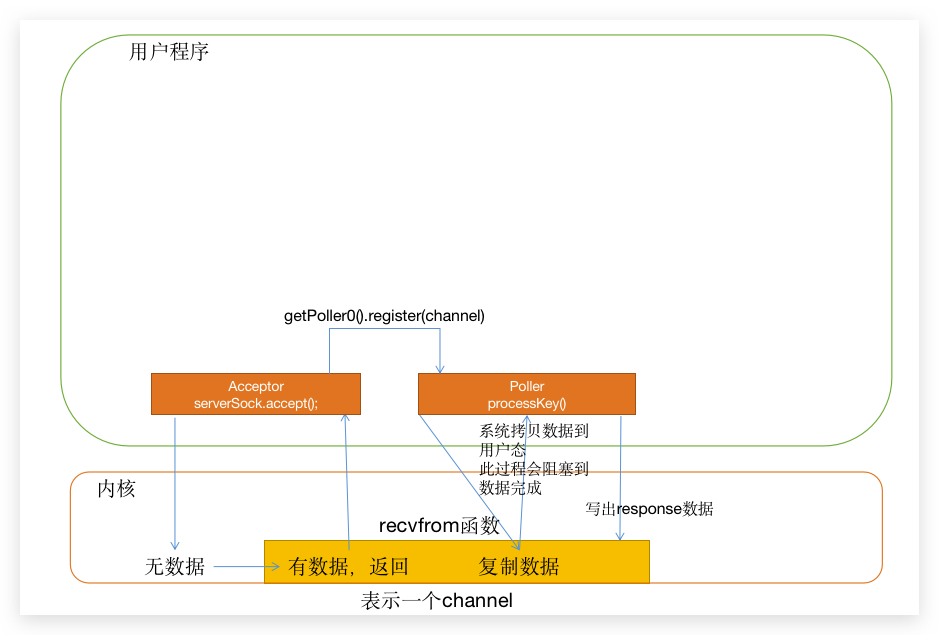 用户程序
getPoller0().register(channel)
Acceptor
serverSock.accept();
Poller
processKey()
系统拷贝数据到
用户态
此过程会阻塞到
数据完成
内核
写出response数据
recvfrom函数
无数据
有数据，返回
复制数据
表示一个channel